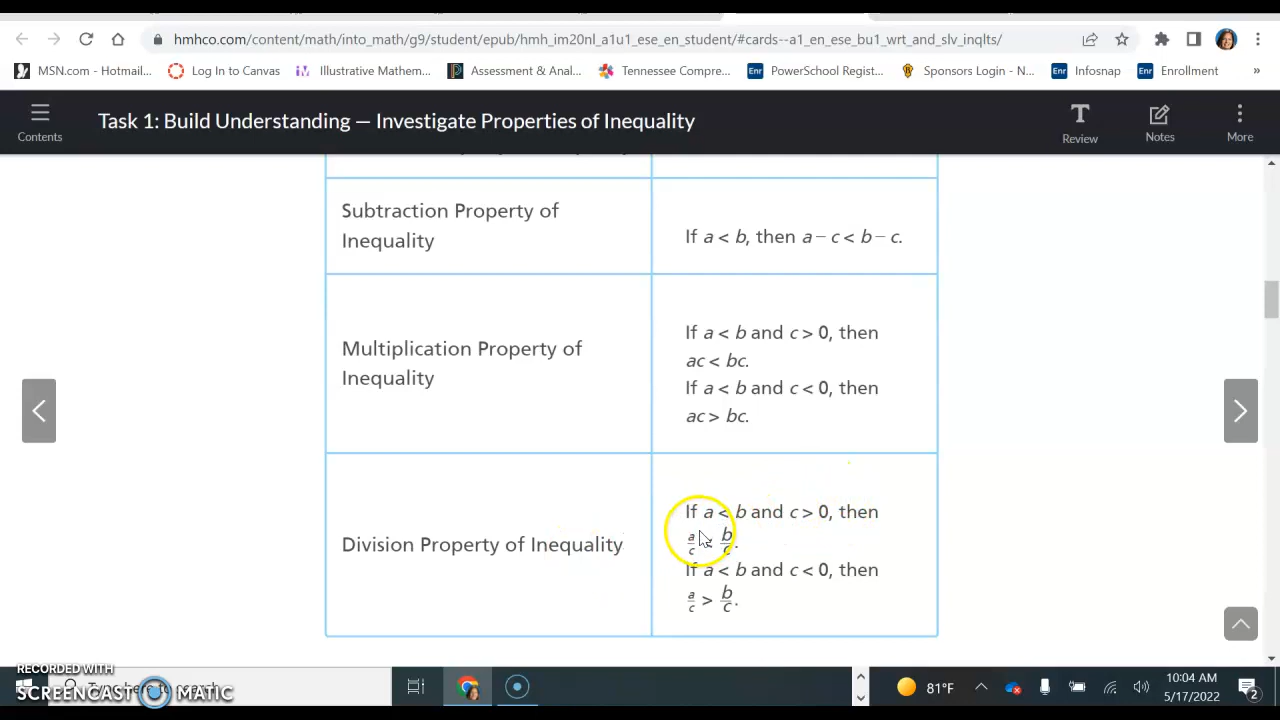 hmhco.com/content/math/into_math/g9/student/epub/hmh_im20nl_a1u1_ese_en_student/#cards--a1_en_ese_bu1_wrt_and_slv_inqlts/
MSN.com - Hotmail...
Log In to Canvas
Illustrative Mathem...
Assessment & Anal...
Tennessee Compre...
Enr
PowerSchool Regist...
Sponsors Login - N...
Enr
Infosnap
Enr
Enrollment
»
Contents
Task 1: Build Understanding — Investigate Properties of Inequality
T
Review
Notes
More
Subtraction Property of
Inequality
If a < b, then a − c < b − c.
Multiplication Property of
Inequality
If a < b and c > 0, then
ac < bc.
If a < b and c < 0, then
ac > bc.
Division Property of Inequality
If a < b and c > 0, then
a/c < b/c.
If a < b and c < 0, then
a/c > b/c.
RECORDED WITH
SCREENCAST MATIC
81°F
10:04 AM
5/17/2022
2